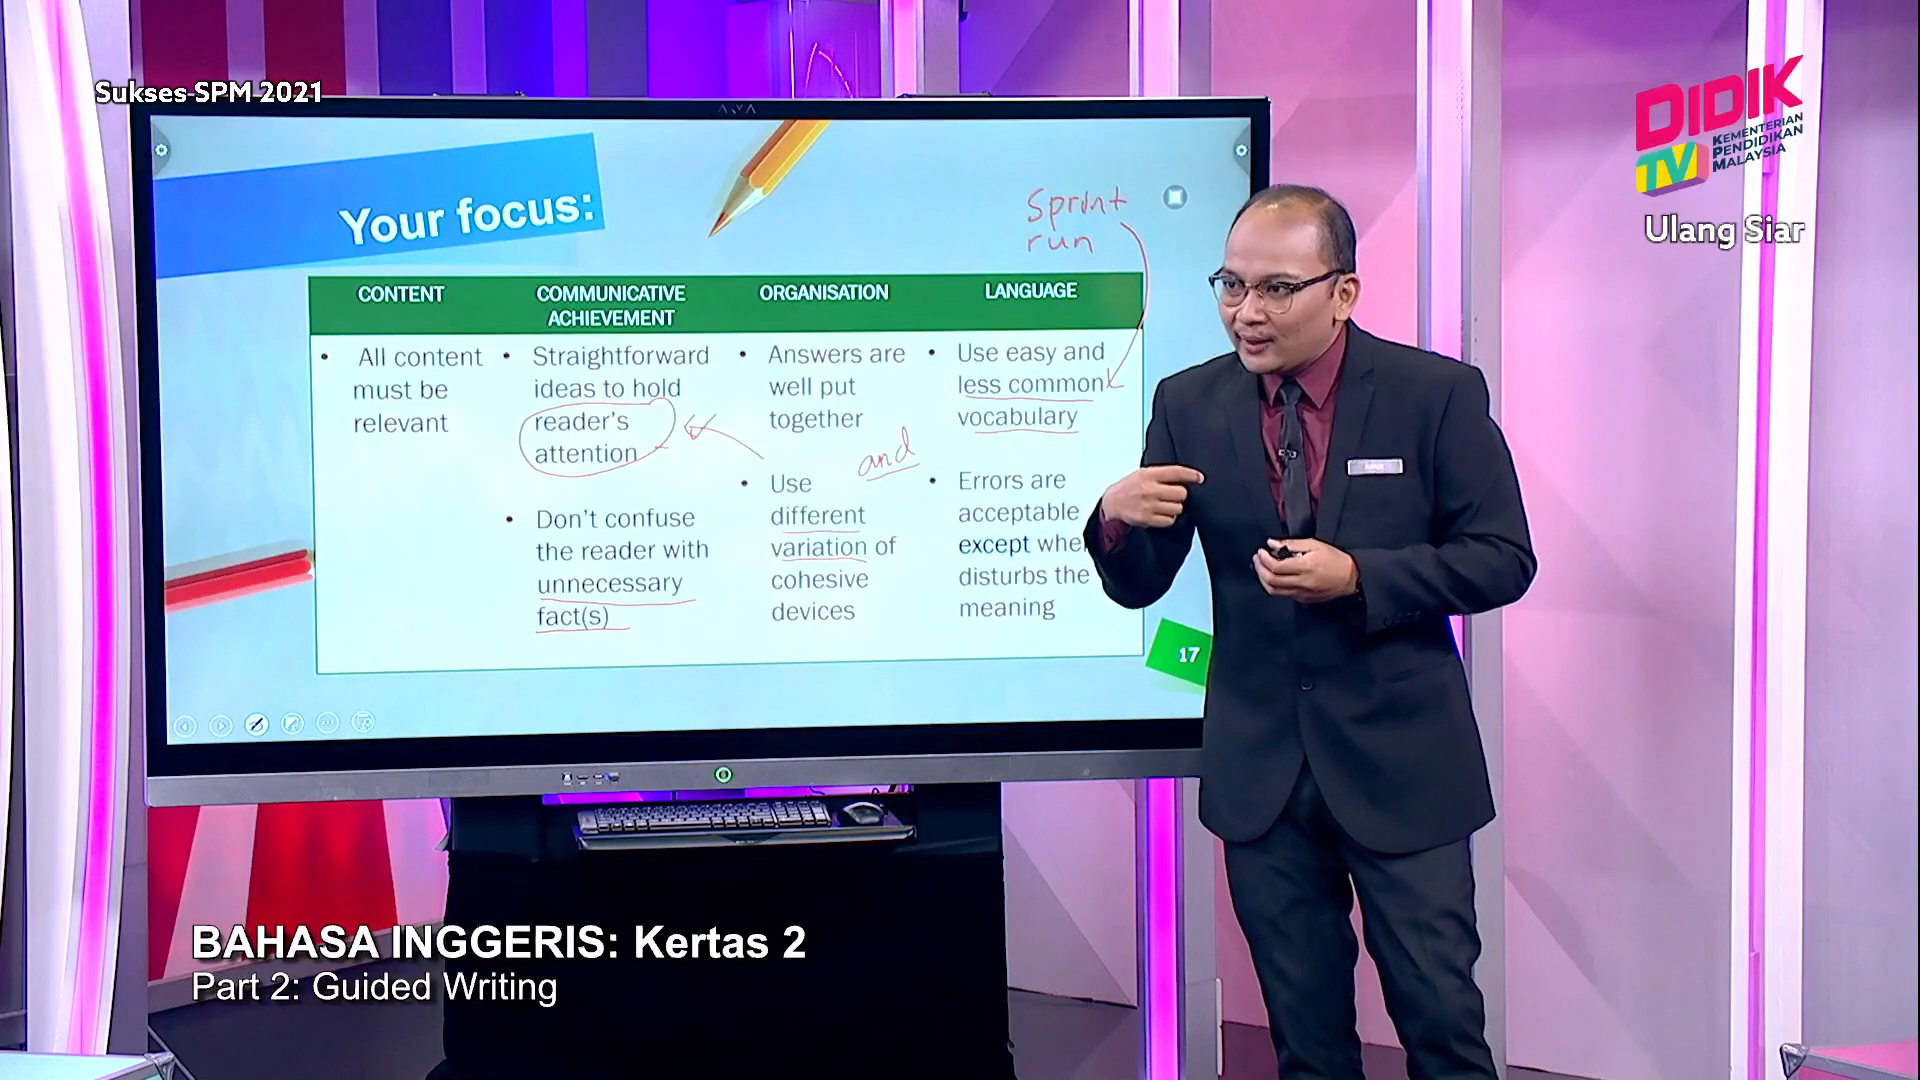 Sukses SPM 2021
DIDIK
TV
KEMENTERIAN
PENDIDIKAN
MALAYSIA
Ulang Siar
Your focus:
Sprint
run
CONTENT
COMMUNICATIVE
ACHIEVEMENT
ORGANISATION
LANGUAGE
• All content
must be
relevant
• Straightforward
ideas to hold
reader's
attention
• Don't confuse
the reader with
unnecessary
fact(s)
• Answers are
well put
together
and
• Use
different
variation of
cohesive
devices
• Use easy and
less common
vocabulary
• Errors are
acceptable
except
disturbs the
meaning
17
BAHASA INGGERIS: Kertas 2
Part 2: Guided Writing